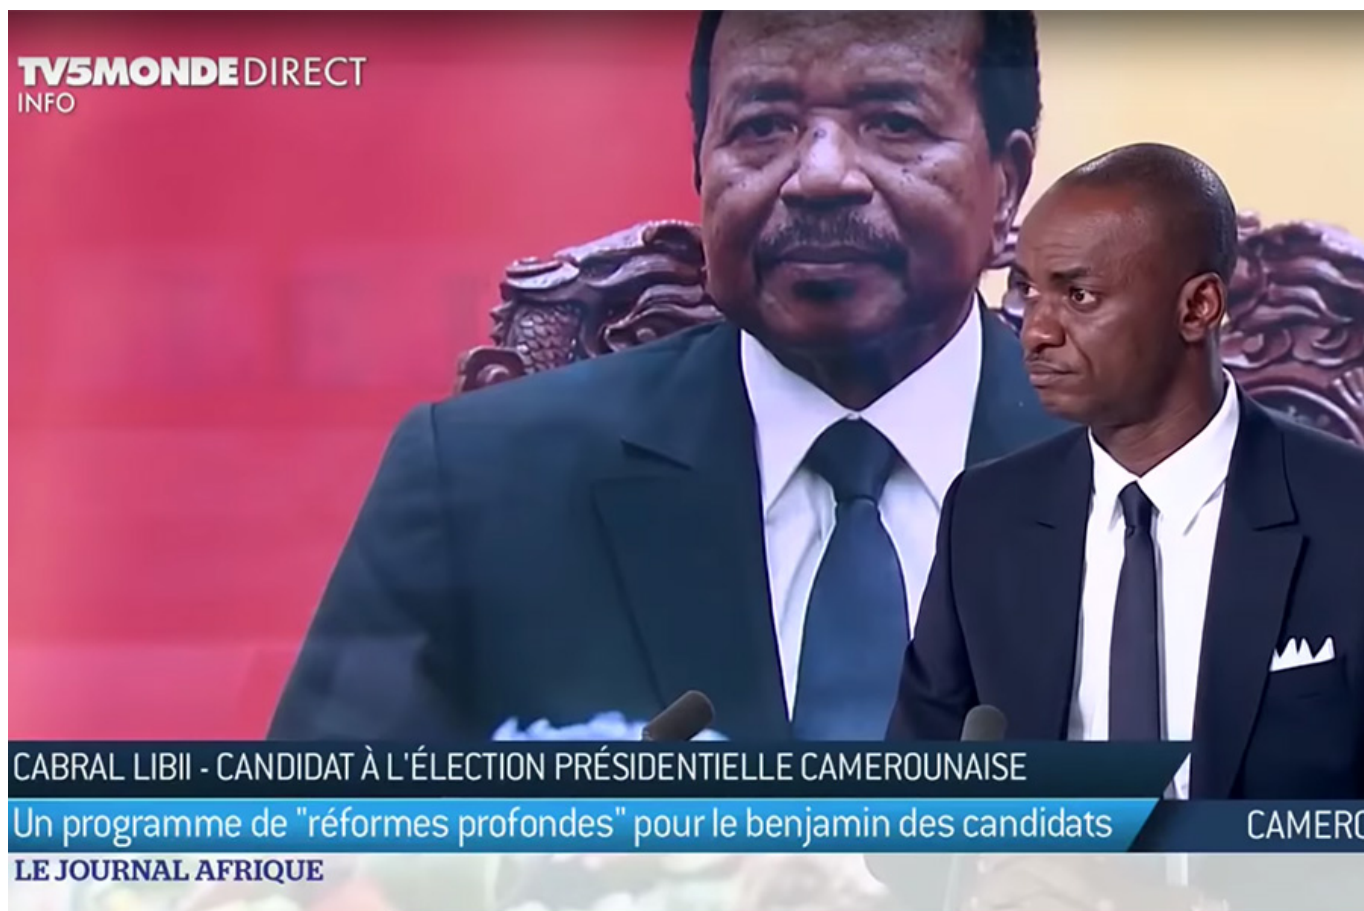 TV5MONDE DIRECT
INFO
CABRAL LIBII - CANDIDAT À L'ÉLECTION PRÉSIDENTIELLE CAMEROUNAISE
Un programme de "réformes profondes" pour le benjamin des candidats
CAMERO
LE JOURNAL AFRIQUE